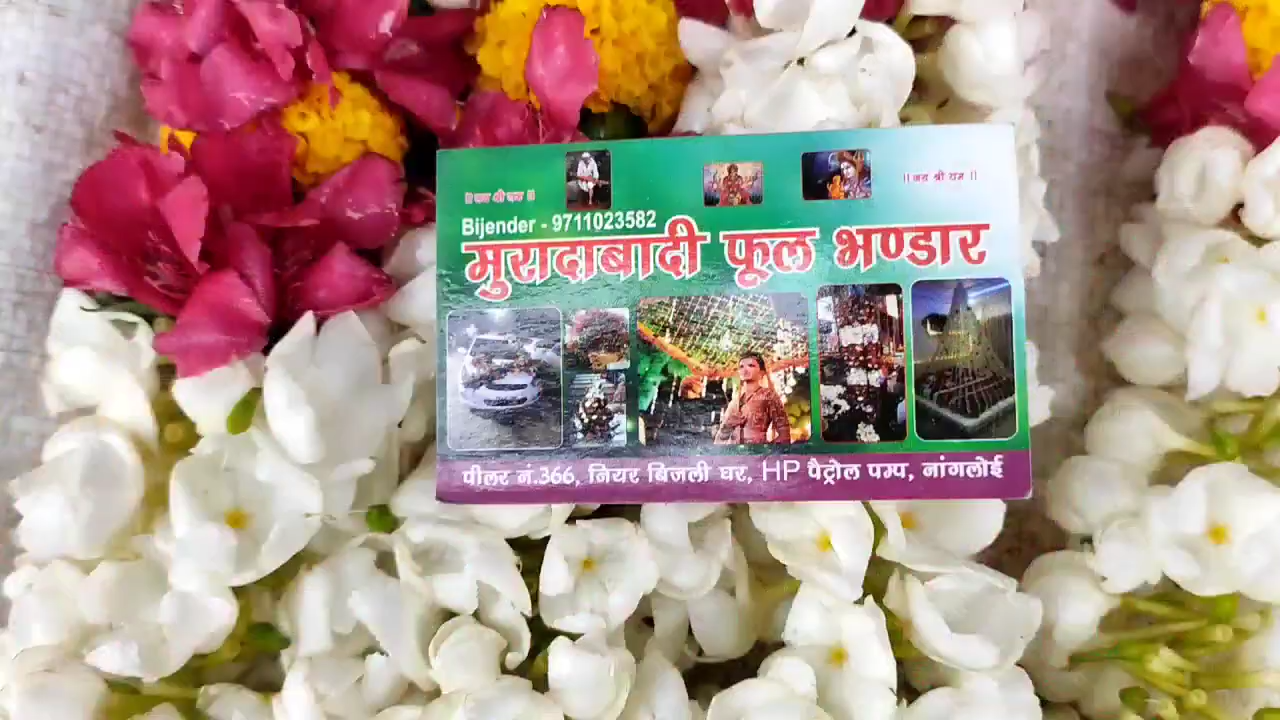 ॥ जय श्री राम ॥
॥ जय श्री राम ॥
Bijender - 9711023582
मुरादाबादी फूल भण्डार
पीलर नं.366, नियर बिजली घर, HP पैट्रोल पम्प, नांगलोई